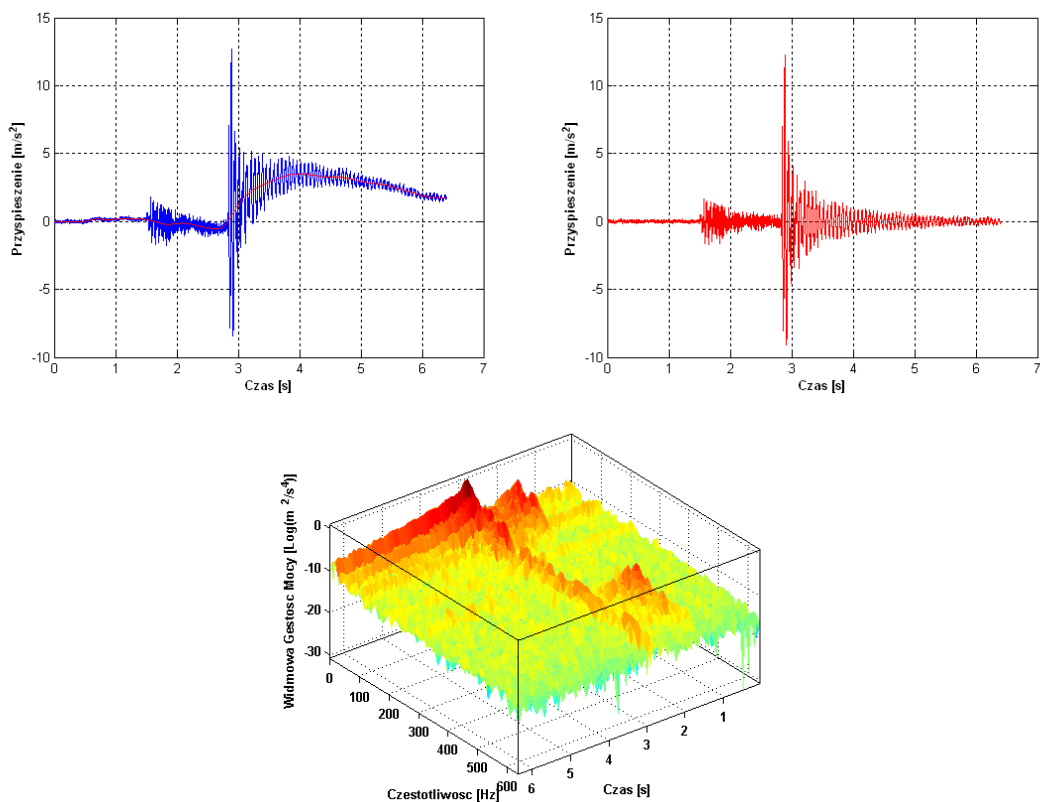 15
10
5
0
-5
-10
0 1 2 3 4 5 6 7
Przyspieszenie [m/s²]
Czas [s]
15
10
5
0
-5
-10
0 1 2 3 4 5 6 7
Przyspieszenie [m/s²]
Czas [s]
Widmowa Gestosc Mocy [Log(m ²/s⁴)]
0
-10
-20
-30
0 100 200 300 400 500 600
Czestotliwosc [Hz]
6 5 4 3 2 1
Czas [s]